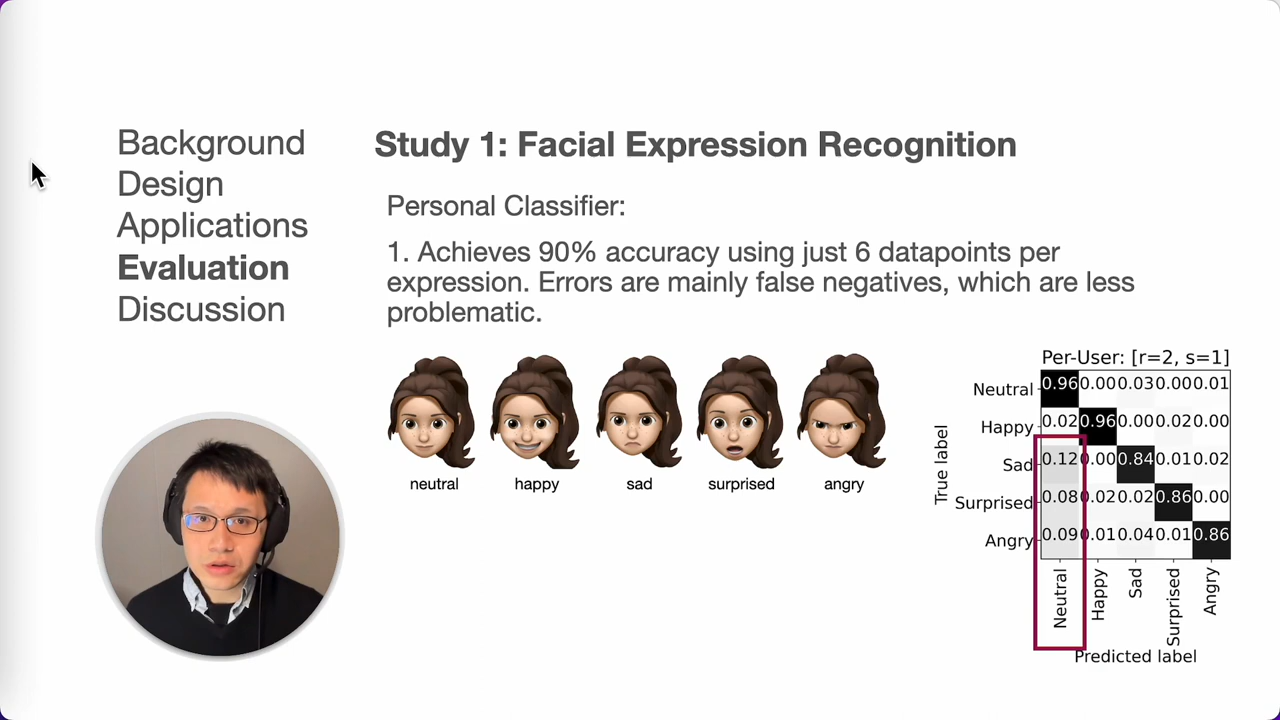 Background
Design
Applications
Evaluation
Discussion
Study 1: Facial Expression Recognition
Personal Classifier:
1. Achieves 90% accuracy using just 6 datapoints per
expression. Errors are mainly false negatives, which are less
problematic.
neutral
happy
sad
surprised
angry
Per-User: [r=2, s=1]
True label
Neutral 0.96 0.00 0.03 0.00 0.01
Happy 0.02 0.96 0.00 0.02 0.00
Sad 0.12 0.00 0.84 0.01 0.02
Surprised 0.08 0.02 0.02 0.86 0.00
Angry 0.09 0.01 0.04 0.01 0.86
Neutral
Happy
Sad
Surprised
Angry
Predicted label